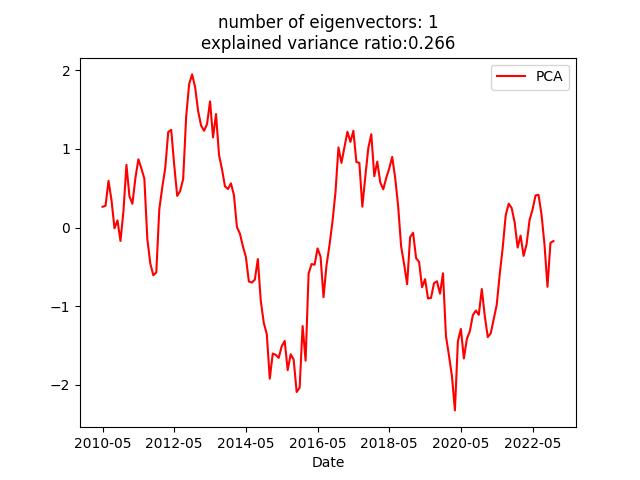 number of eigenvectors: 1
explained variance ratio:0.266
PCA
2
1
0
−1
−2
2010-05 2012-05 2014-05 2016-05 2018-05 2020-05 2022-05
Date